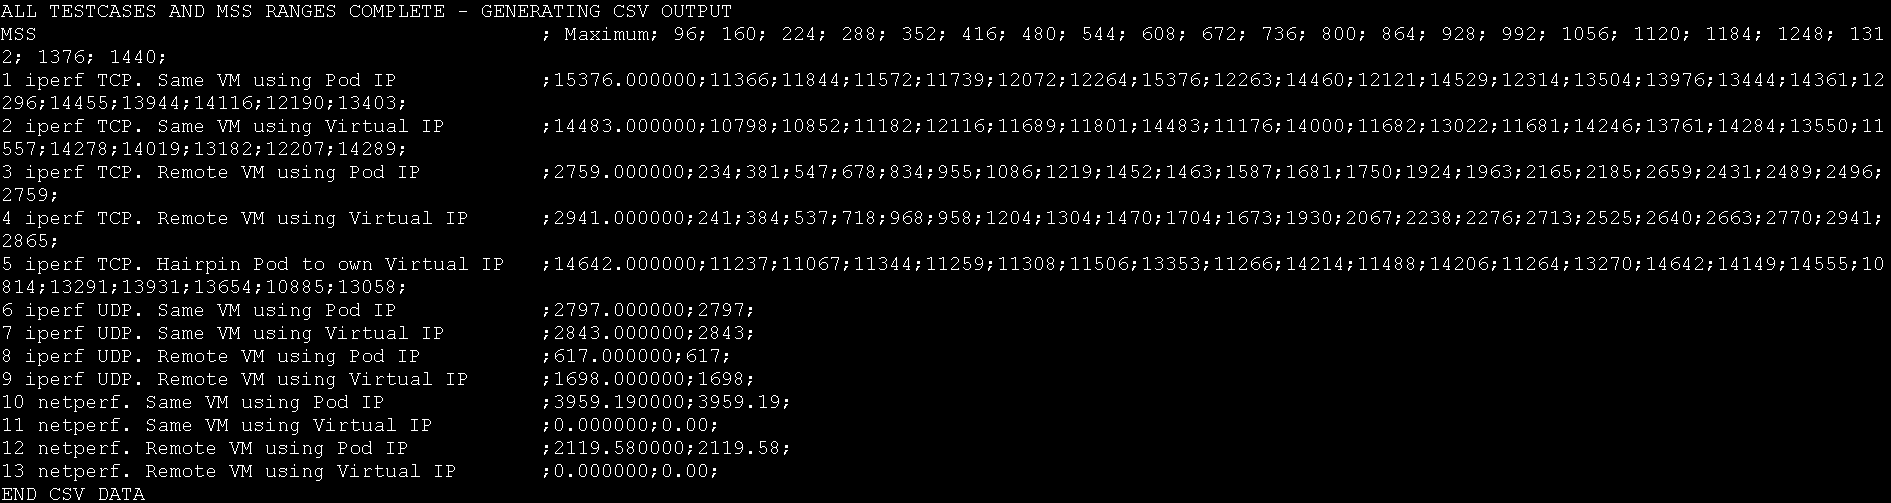 ALL TESTCASES AND MSS RANGES COMPLETE - GENERATING CSV OUTPUT
MSS                                          ; Maximum; 96; 160; 224; 288; 352; 416; 480; 544; 608; 672; 736; 800; 864; 928; 992; 1056; 1120; 1184; 1248; 131
2; 1376; 1440;
1 iperf TCP. Same VM using Pod IP            ;15376.000000;11366;11844;11572;11739;12072;12264;15376;12263;14460;12121;14529;12314;13504;13976;13444;14361;12
296;14455;13944;14116;12190;13403;
2 iperf TCP. Same VM using Virtual IP        ;14483.000000;10798;10852;11182;12116;11689;11801;14483;11176;14000;11682;13022;11681;14246;13761;14284;13550;11
557;14278;14019;13182;12207;14289;
3 iperf TCP. Remote VM using Pod IP          ;2759.000000;234;381;547;678;834;955;1086;1219;1452;1463;1587;1681;1750;1924;1963;2165;2185;2659;2431;2489;2496;
2759;
4 iperf TCP. Remote VM using Virtual IP      ;2941.000000;241;384;537;718;968;958;1204;1304;1470;1704;1673;1930;2067;2238;2276;2713;2525;2640;2663;2770;2941;
2865;
5 iperf TCP. Hairpin Pod to own Virtual IP   ;14642.000000;11237;11067;11344;11259;11308;11506;13353;11266;14214;11488;14206;11264;13270;14642;14149;14555;10
814;13291;13931;13654;10885;13058;
6 iperf UDP. Same VM using Pod IP            ;2797.000000;2797;
7 iperf UDP. Same VM using Virtual IP        ;2843.000000;2843;
8 iperf UDP. Remote VM using Pod IP          ;617.000000;617;
9 iperf UDP. Remote VM using Virtual IP      ;1698.000000;1698;
10 netperf. Same VM using Pod IP             ;3959.190000;3959.19;
11 netperf. Same VM using Virtual IP         ;0.000000;0.00;
12 netperf. Remote VM using Pod IP           ;2119.580000;2119.58;
13 netperf. Remote VM using Virtual IP       ;0.000000;0.00;
END CSV DATA